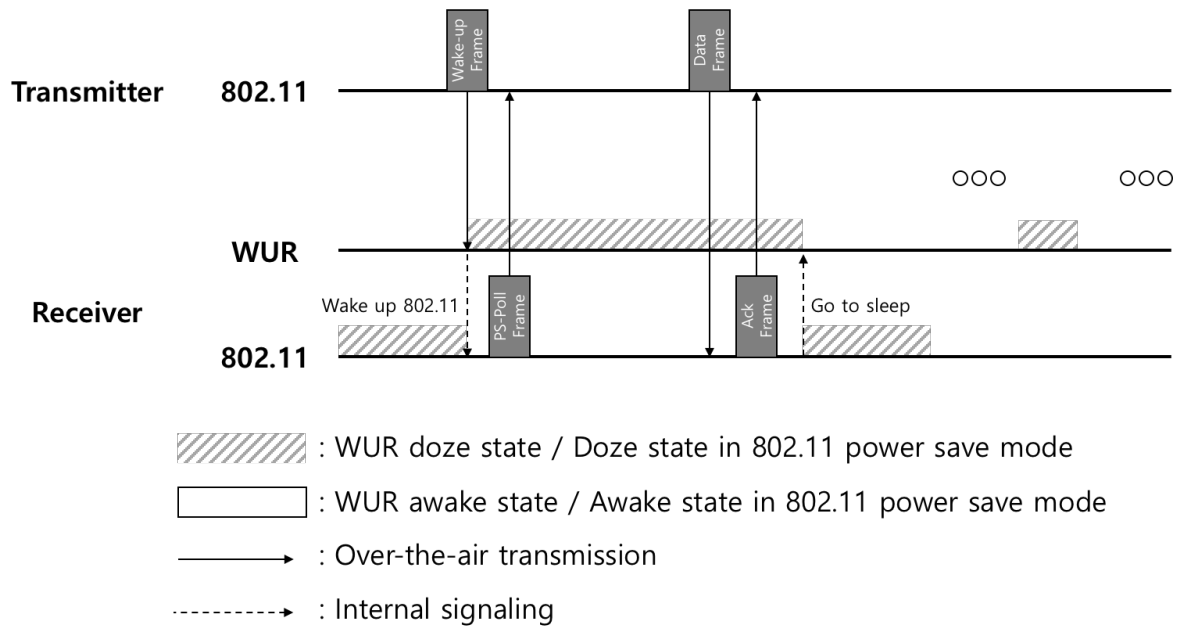 Wake-up
Frame
Data
Frame
Transmitter 802.11
WUR
Receiver
Wake up 802.11
PS-Poll
Frame
Ack
Frame
Go to sleep
802.11
: WUR doze state / Doze state in 802.11 power save mode
: WUR awake state / Awake state in 802.11 power save mode
: Over-the-air transmission
: Internal signaling